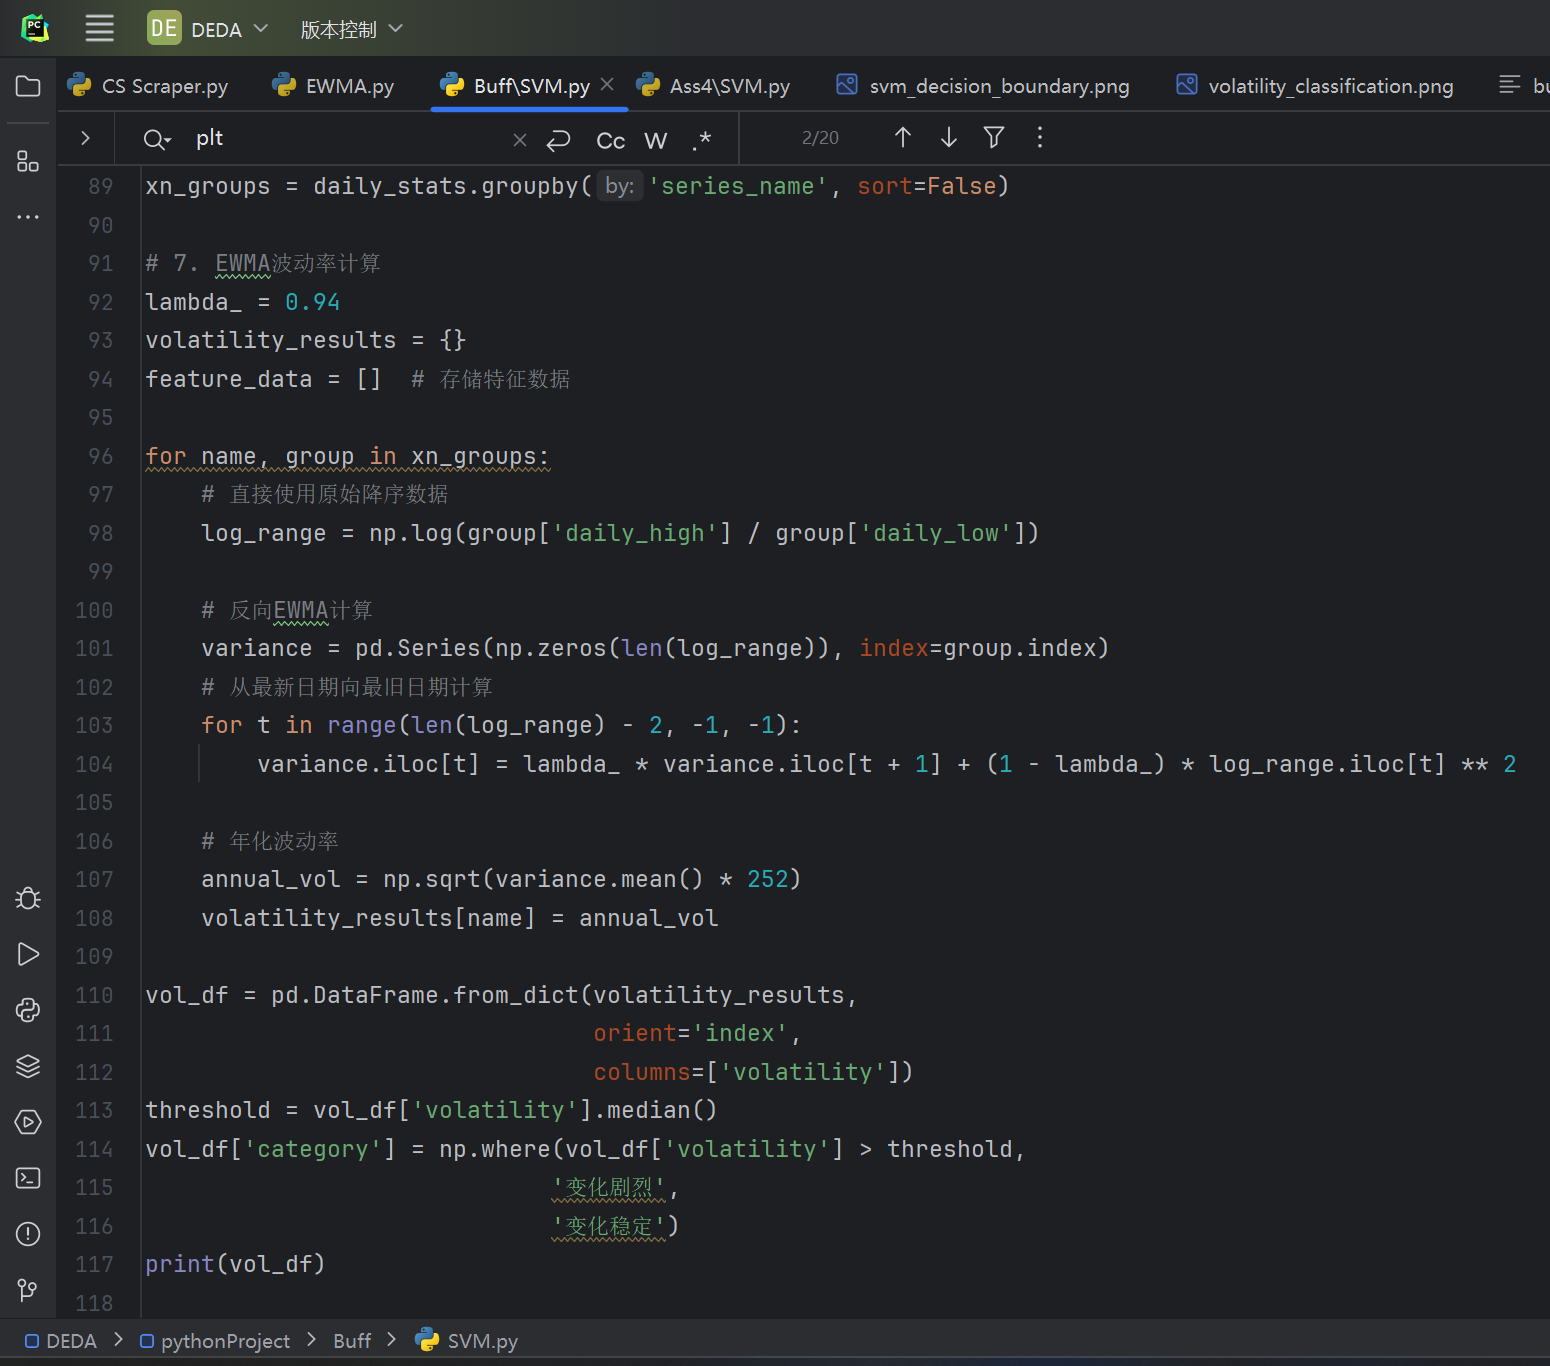 PC
DE DEDA 版本控制
CS Scraper.py EWMA.py Buff\SVM.py Ass4\SVM.py svm_decision_boundary.png volatility_classification.png bu
plt Cc W .* 2/20
89 xn_groups = daily_stats.groupby( by: 'series_name', sort=False)
90
91 # 7. EWMA波动率计算
92 lambda_ = 0.94
93 volatility_results = {}
94 feature_data = [] # 存储特征数据
95
96 for name, group in xn_groups:
97 # 直接使用原始降序数据
98 log_range = np.log(group['daily_high'] / group['daily_low'])
99
100 # 反向EWMA计算
101 variance = pd.Series(np.zeros(len(log_range)), index=group.index)
102 # 从最新日期向最旧日期计算
103 for t in range(len(log_range) - 2, -1, -1):
104 variance.iloc[t] = lambda_ * variance.iloc[t + 1] + (1 - lambda_) * log_range.iloc[t] ** 2
105
106 # 年化波动率
107 annual_vol = np.sqrt(variance.mean() * 252)
108 volatility_results[name] = annual_vol
109
110 vol_df = pd.DataFrame.from_dict(volatility_results,
111 orient='index',
112 columns=['volatility'])
113 threshold = vol_df['volatility'].median()
114 vol_df['category'] = np.where(vol_df['volatility'] > threshold,
115 '变化剧烈',
116 '变化稳定')
117 print(vol_df)
118
DEDA > pythonProject > Buff > SVM.py